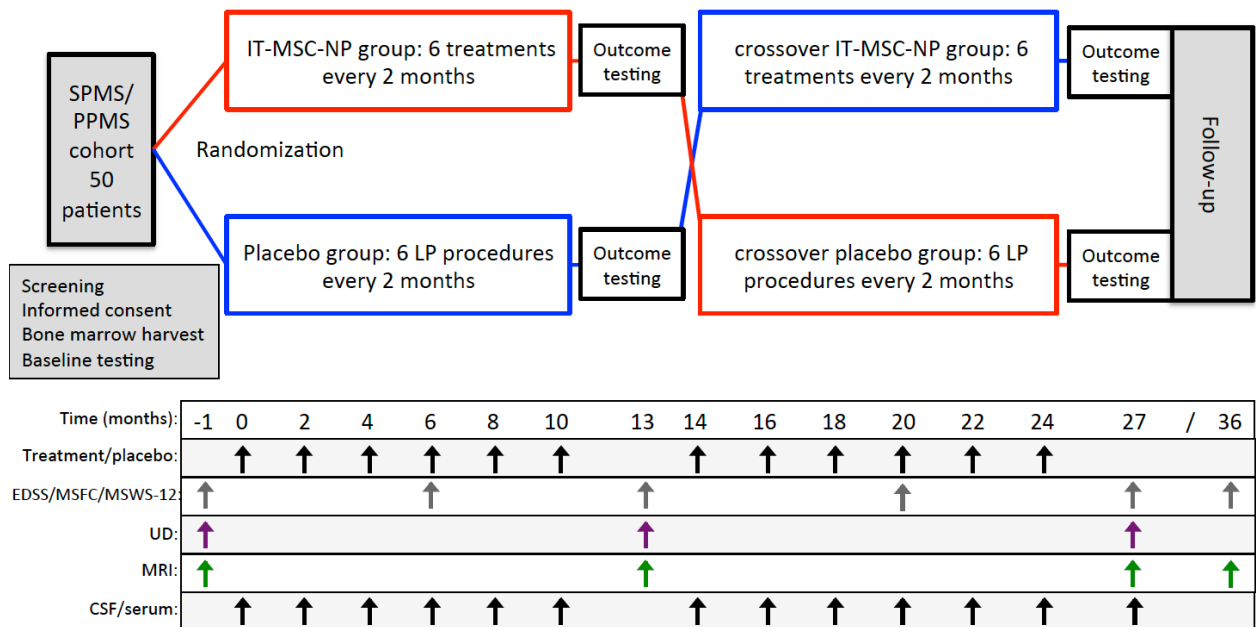 SPMS/
PPMS
cohort
50
patients
Screening
Informed consent
Bone marrow harvest
Baseline testing
Randomization
IT-MSC-NP group: 6 treatments
every 2 months
Outcome
testing
crossover IT-MSC-NP group: 6
treatments every 2 months
Outcome
testing
Placebo group: 6 LP procedures
every 2 months
Outcome
testing
crossover placebo group: 6 LP
procedures every 2 months
Outcome
testing
Follow-up
Time (months): -1 0 2 4 6 8 10 13 14 16 18 20 22 24 27 / 36
Treatment/placebo:
EDSS/MSFC/MSWS-12:
UD:
MRI:
CSF/serum: